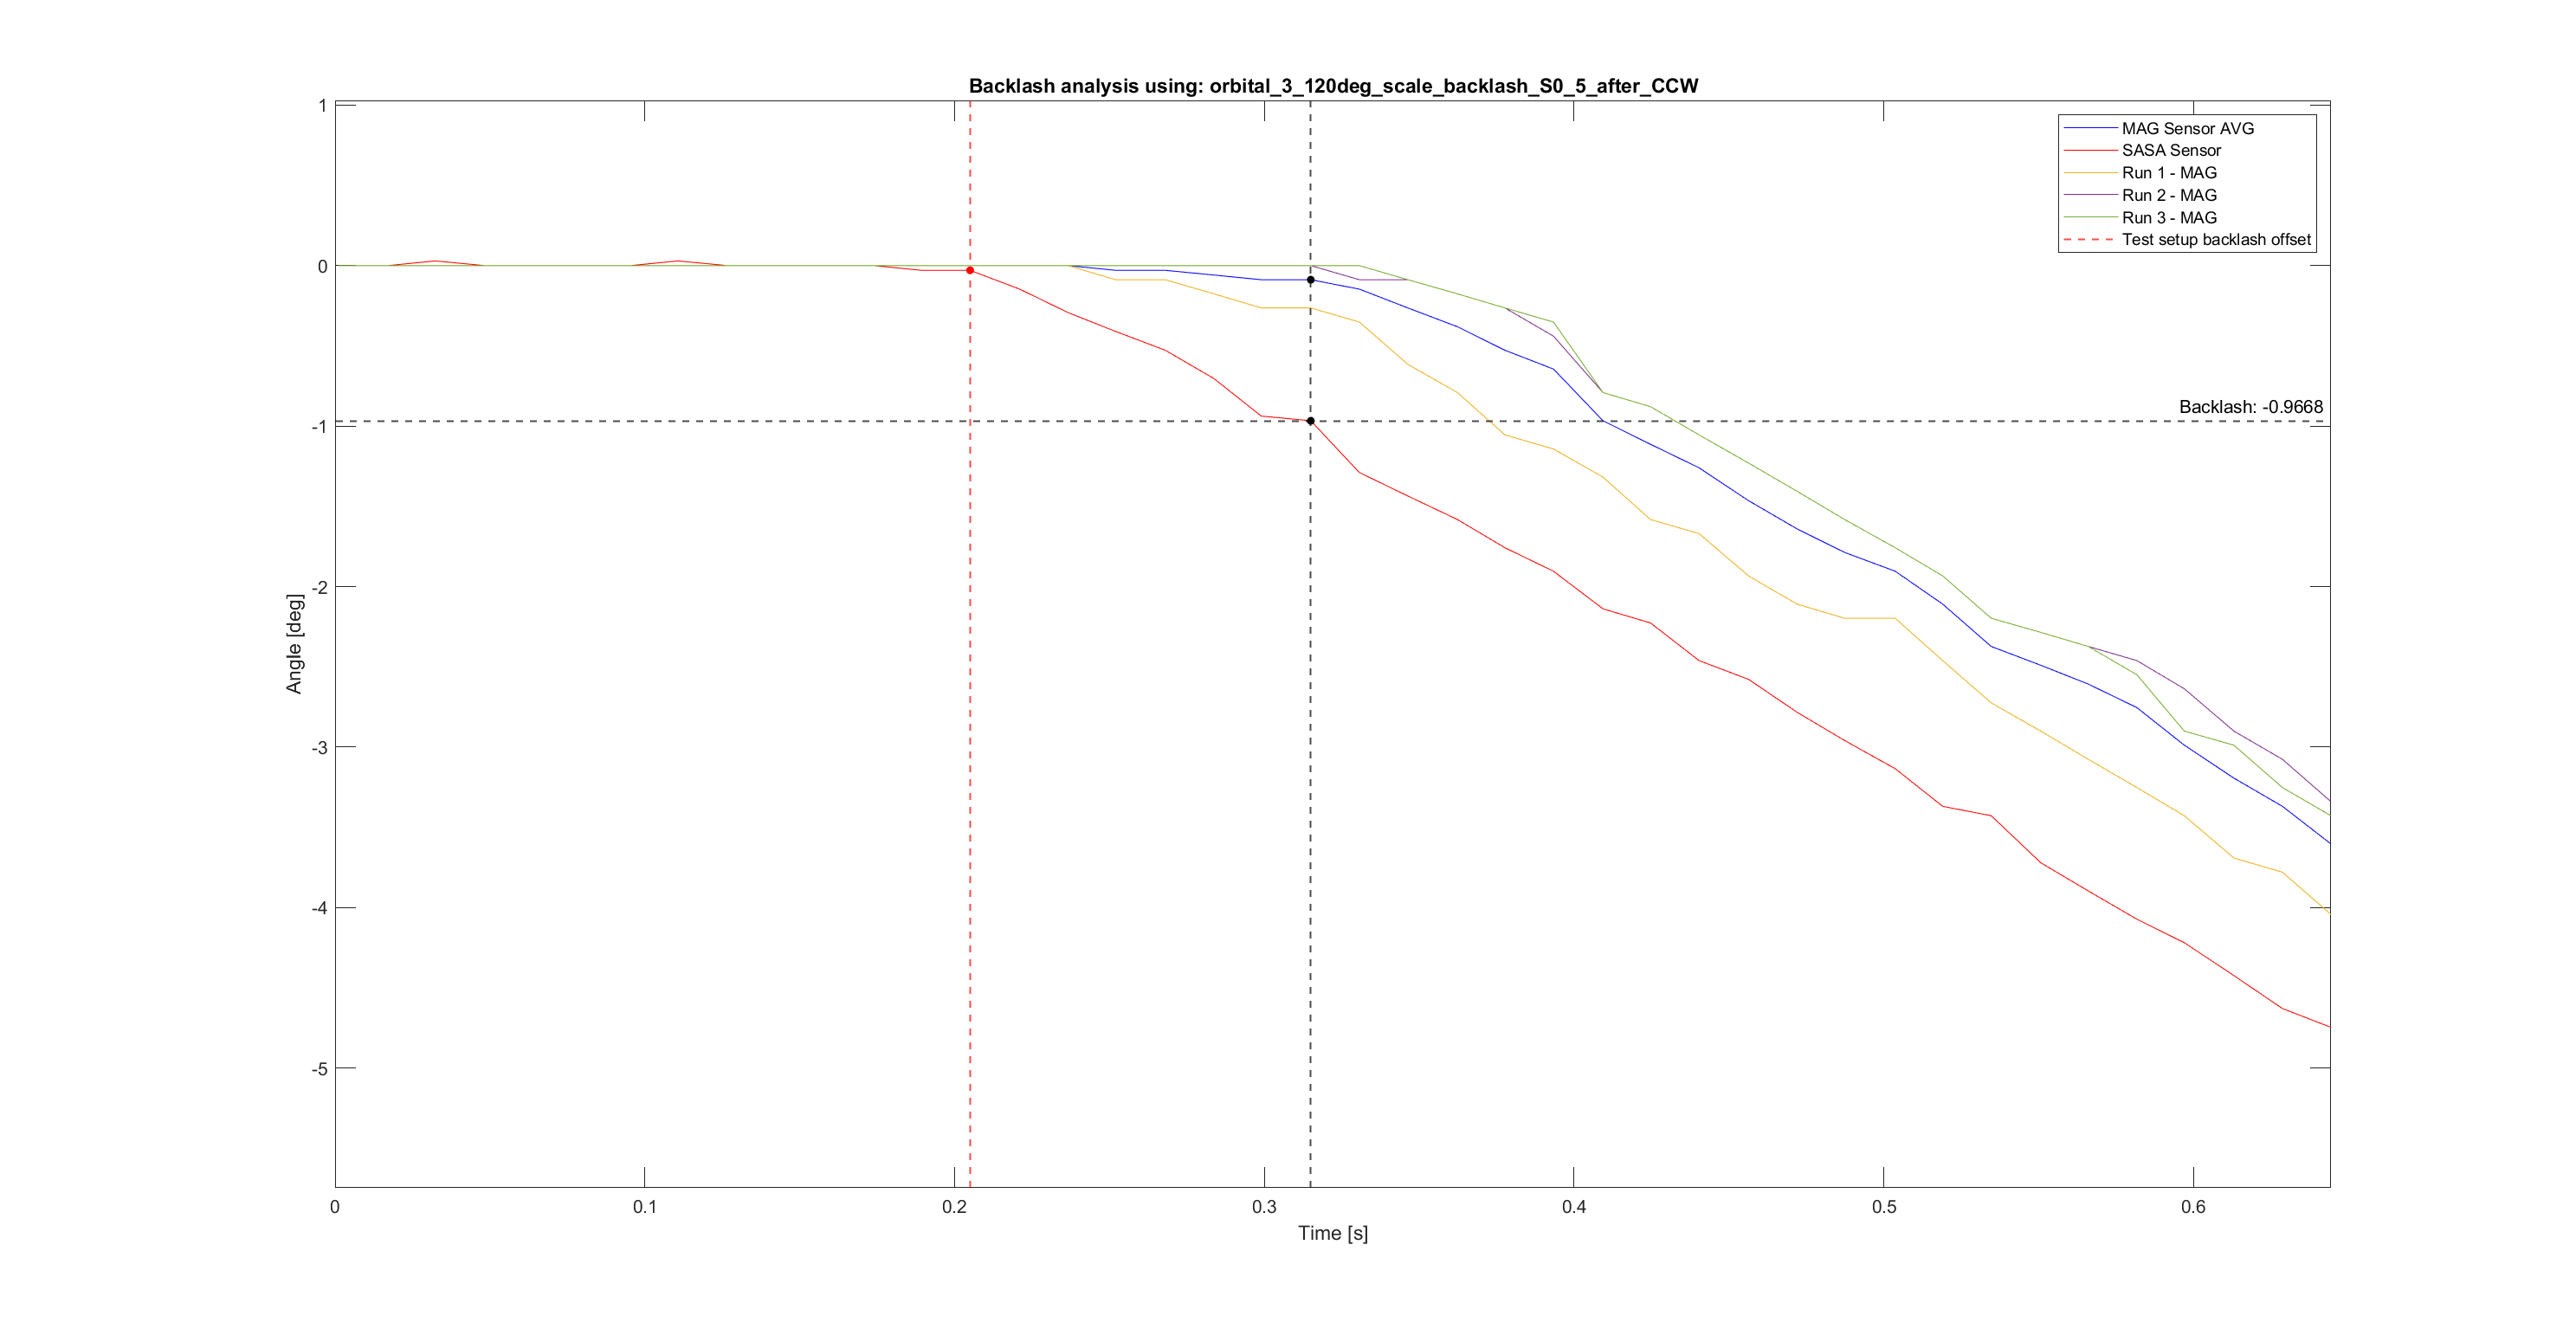 Backlash analysis using: orbital_3_120deg_scale_backlash_S0_5_after_CCW
1
0
-1
-2
-3
-4
-5
Angle [deg]
MAG Sensor AVG
SASA Sensor
Run 1 - MAG
Run 2 - MAG
Run 3 - MAG
Test setup backlash offset
Backlash: -0.9668
0 0.1 0.2 0.3 0.4 0.5 0.6
Time [s]